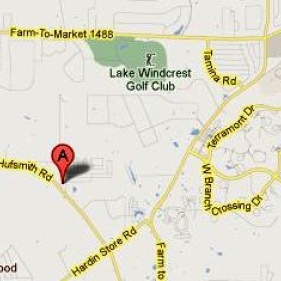 Farm-To-Market 1488
Lake Windcrest
Golf Club
Tamina Rd
Terramont Dr
Hufsmith Rd
A
W Branch
Crossing Dr
Hardin Store Rd
Farm to
ood